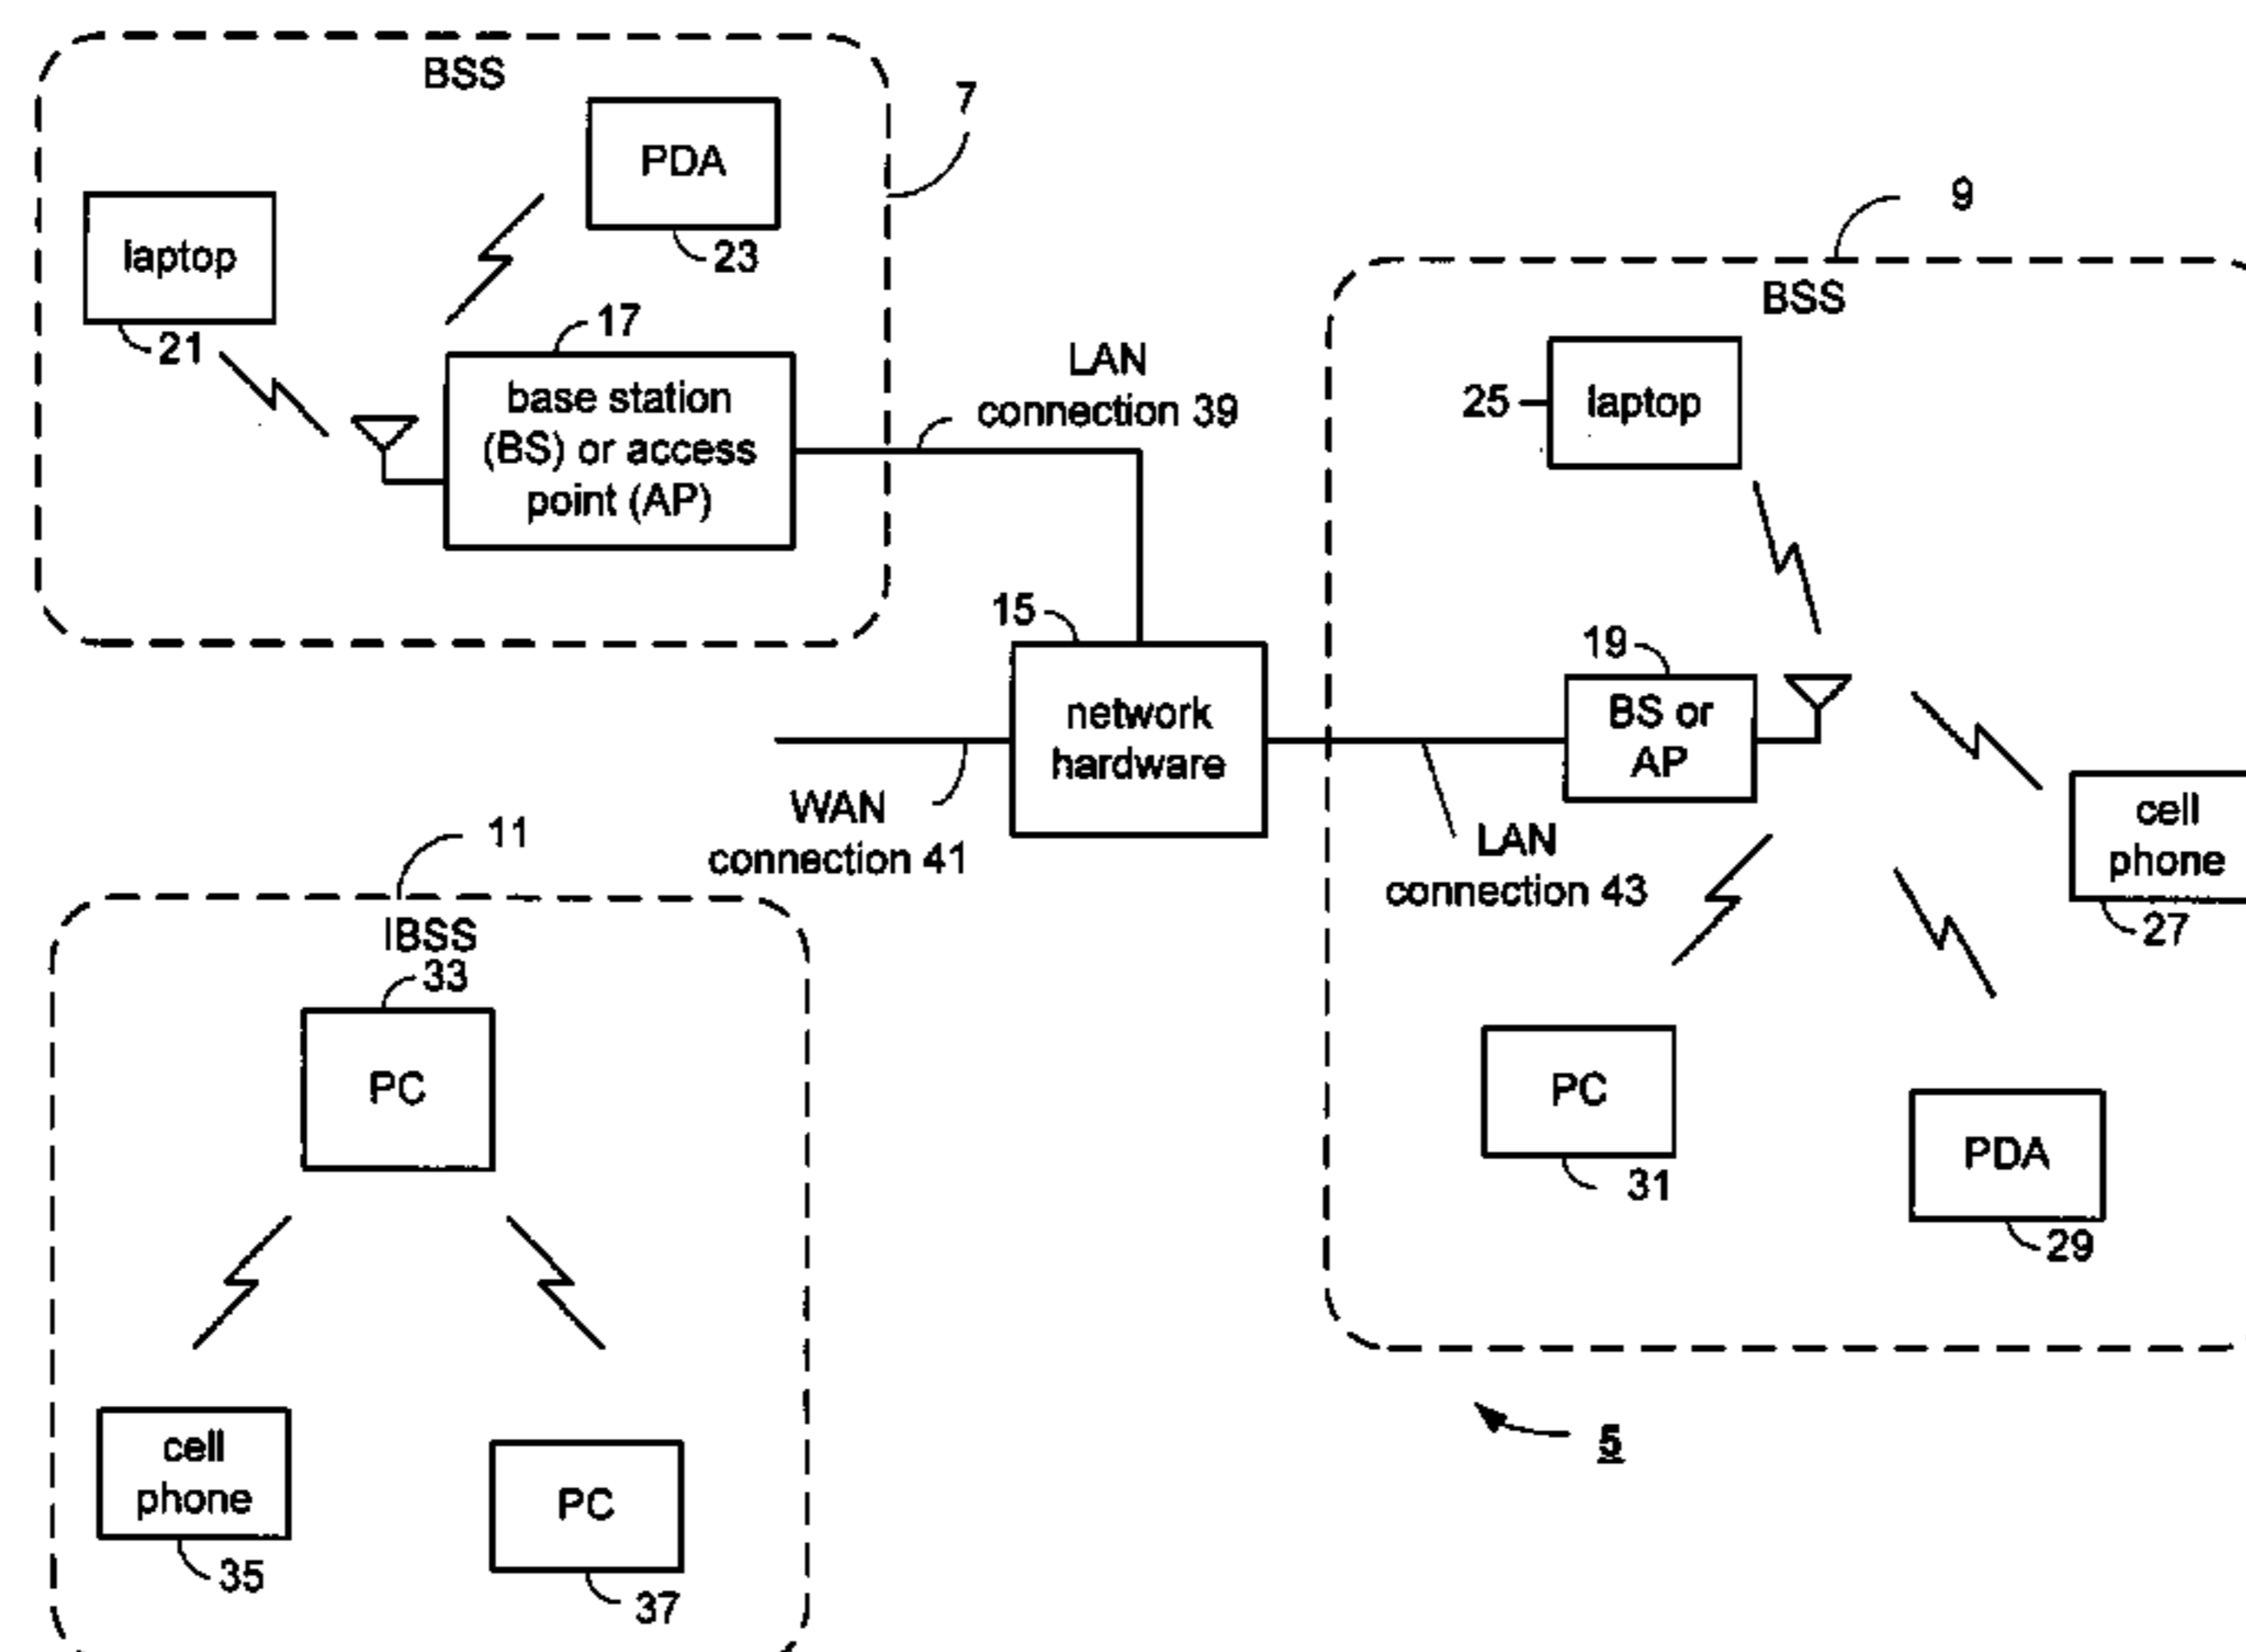 BSS
7
PDA
23
laptop
21
17
base station
(BS) or access
point (AP)
LAN
connection 39
9
BSS
25
laptop
15
network
hardware
19
BS or
AP
WAN
connection 41
LAN
connection 43
cell
phone
27
11
IBSS
33
PC
PC
31
PDA
29
cell
phone
35
PC
37
5